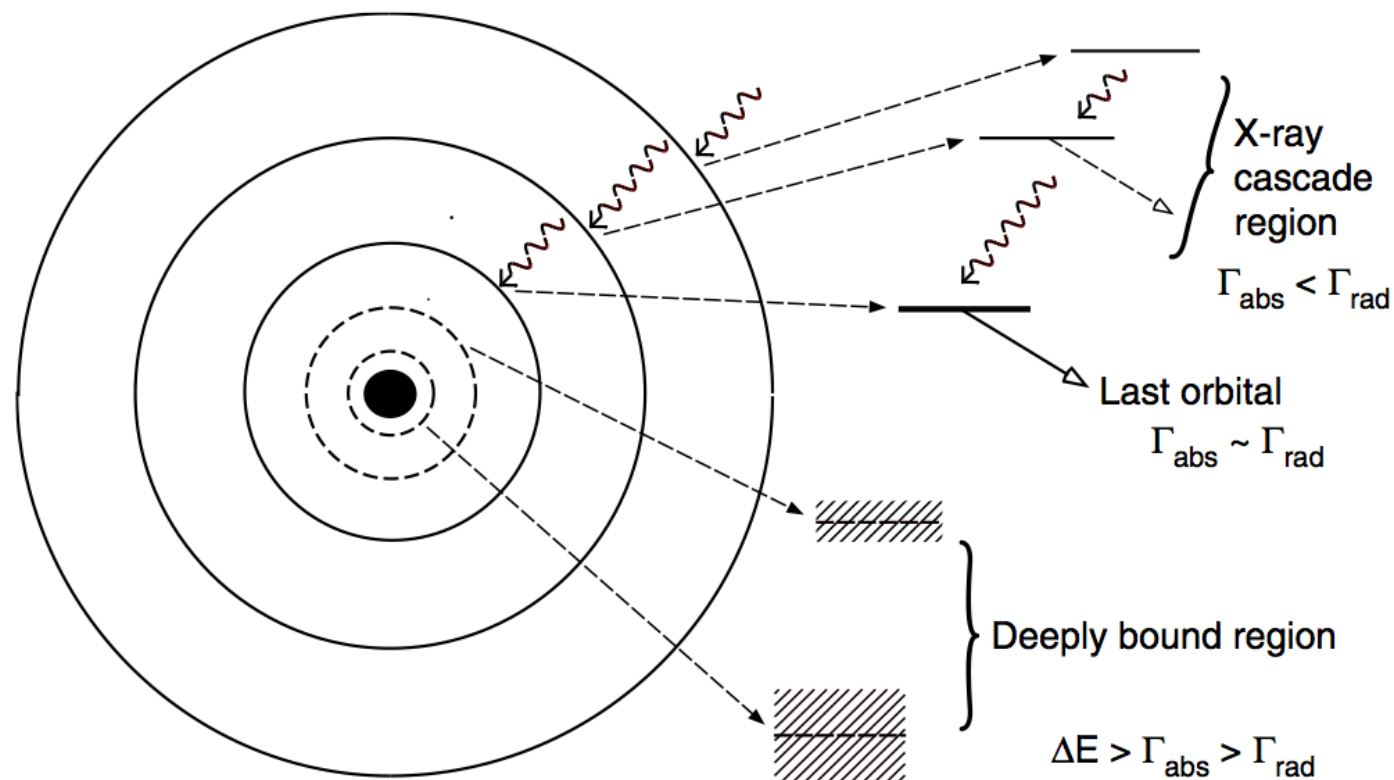 X-ray
cascade
region
Γabs < Γrad
Last orbital
Γabs ~ Γrad
Deeply bound region
ΔE > Γabs > Γrad